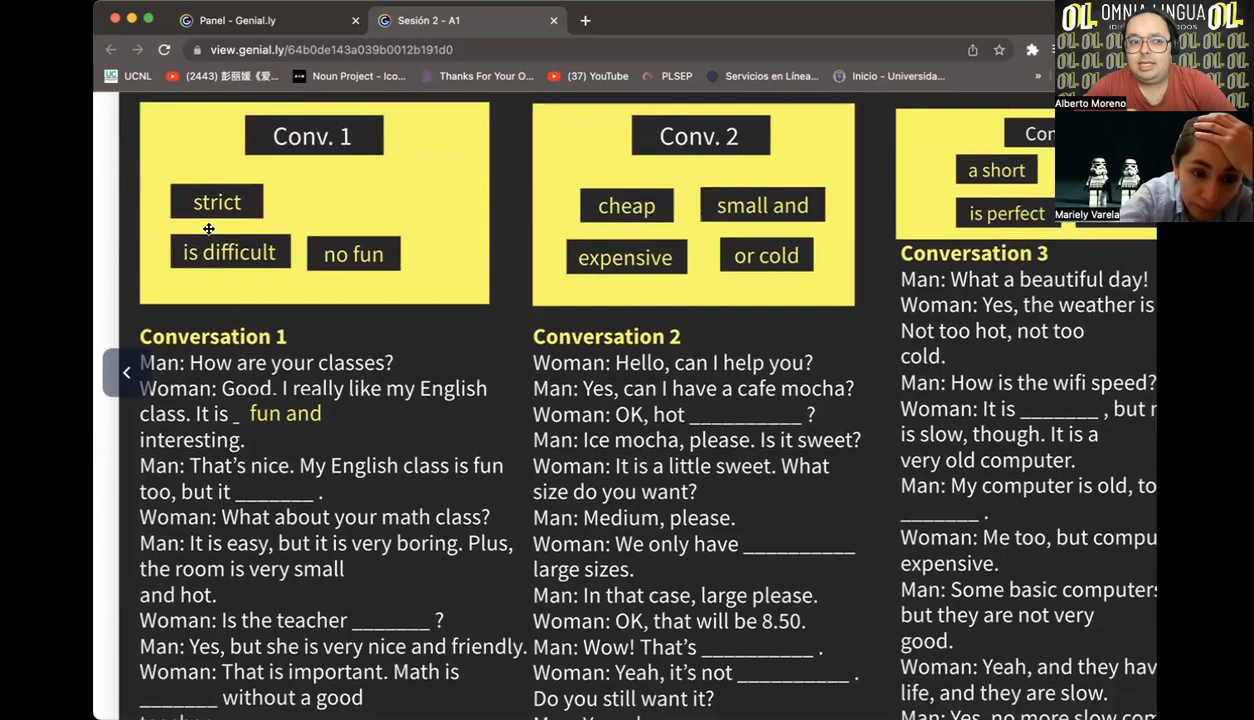 Panel - Genial.ly
Sesión 2 - A1
view.genial.ly/64b0de143a039b0012b191d0
UCNL
(2443) 彭丽媛《爱...
Noun Project - Ico...
Thanks For Your O...
(37) YouTube
PLSEP
Servicios en Línea...
Inicio - Universida...
»
OMNIA LINGUA
Alberto Moreno
Mariely Varela
Conv. 1
strict
is difficult
no fun
Conversation 1
Man: How are your classes?
Woman: Good. I really like my English
class. It is _ fun and
interesting.
Man: That’s nice. My English class is fun
too, but it _______ .
Woman: What about your math class?
Man: It is easy, but it is very boring. Plus,
the room is very small
and hot.
Woman: Is the teacher _______ ?
Man: Yes, but she is very nice and friendly.
Woman: That is important. Math is
_______ without a good
Conv. 2
cheap
small and
expensive
or cold
Conversation 2
Woman: Hello, can I help you?
Man: Yes, can I have a cafe mocha?
Woman: OK, hot __________ ?
Man: Ice mocha, please. Is it sweet?
Woman: It is a little sweet. What
size do you want?
Man: Medium, please.
Woman: We only have __________
large sizes.
Man: In that case, large please.
Woman: OK, that will be 8.50.
Man: Wow! That’s __________ .
Woman: Yeah, it’s not __________ .
Do you still want it?
Con
a short
is perfect
Conversation 3
Man: What a beautiful day!
Woman: Yes, the weather is
Not too hot, not too
cold.
Man: How is the wifi speed?
Woman: It is _______ , but
is slow, though. It is a
very old computer.
Man: My computer is old, to
_______ .
Woman: Me too, but compu
expensive.
Man: Some basic computers
but they are not very
good.
Woman: Yeah, and they hav
life, and they are slow.